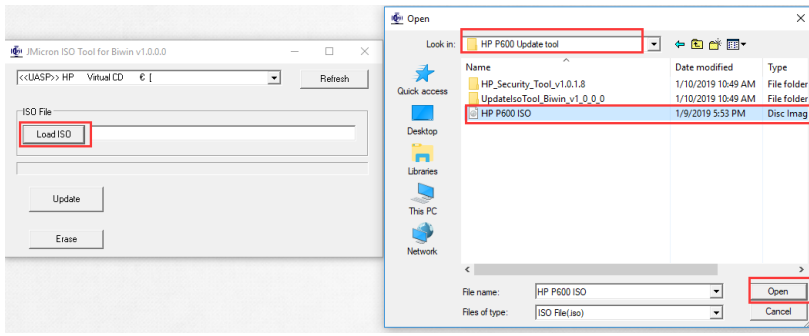 JMicron ISO Tool for Biwin v1.0.0.0
<<UASP>> HP Virtual CD € [
Refresh
ISO File
Load ISO
Update
Erase
Open
Look in:
HP P600 Update tool
Name
Date modified
Type
HP_Security_Tool_v1.0.1.8
1/10/2019 10:49 AM
File folder
UpdateIsoTool_Biwin_v1_0_0_0
1/10/2019 10:49 AM
File folder
HP P600 ISO
1/9/2019 5:53 PM
Disc Imag
Quick access
Desktop
Libraries
This PC
Network
File name:
HP P600 ISO
Open
Files of type:
ISO File(.iso)
Cancel